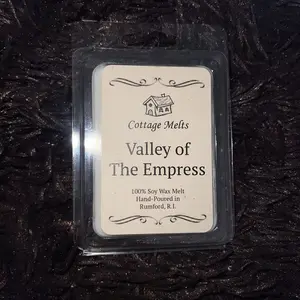 Cottage Melts
Valley of
The Empress
100% Soy Wax Melt
Hand-Poured in
Rumford, R.I.